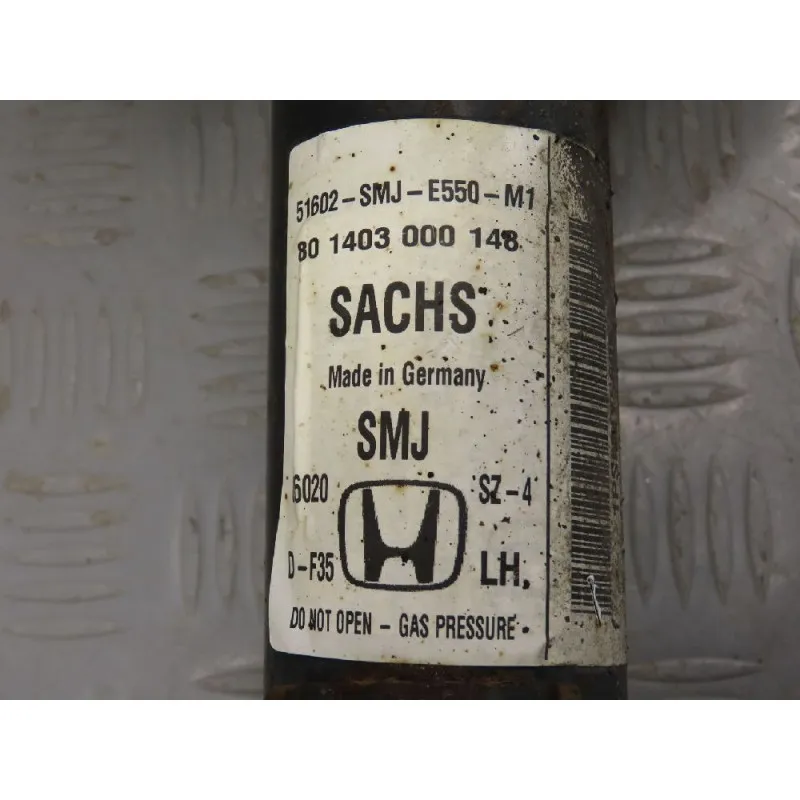 51602-SMJ-E550-M1
80 1403 000 148
SACHS
Made in Germany
SMJ
6020 SZ-4
D-F35 LH
DO NOT OPEN - GAS PRESSURE